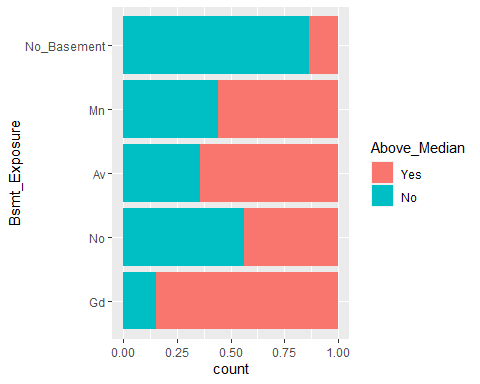 Bsmt_Exposure
No_Basement
Mn
Av
No
Gd
0.00 0.25 0.50 0.75 1.00
count
Above_Median
Yes
No